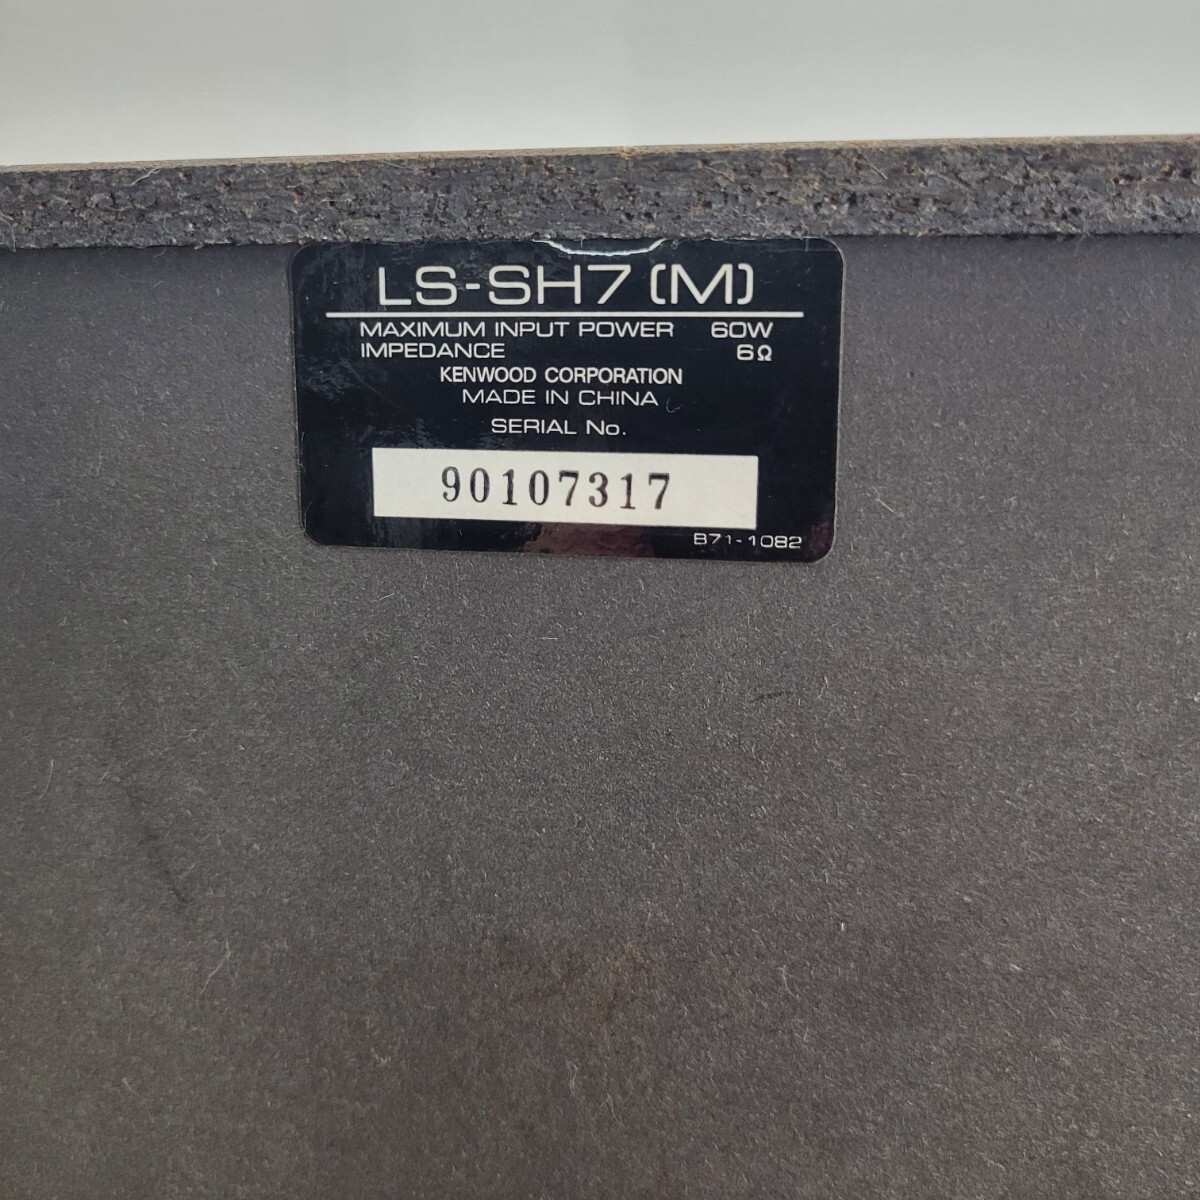 LS-SH7 (M)
MAXIMUM INPUT POWER 60W
IMPEDANCE 6Ω
KENWOOD CORPORATION
MADE IN CHINA
SERIAL No.
90107317
B71-1082